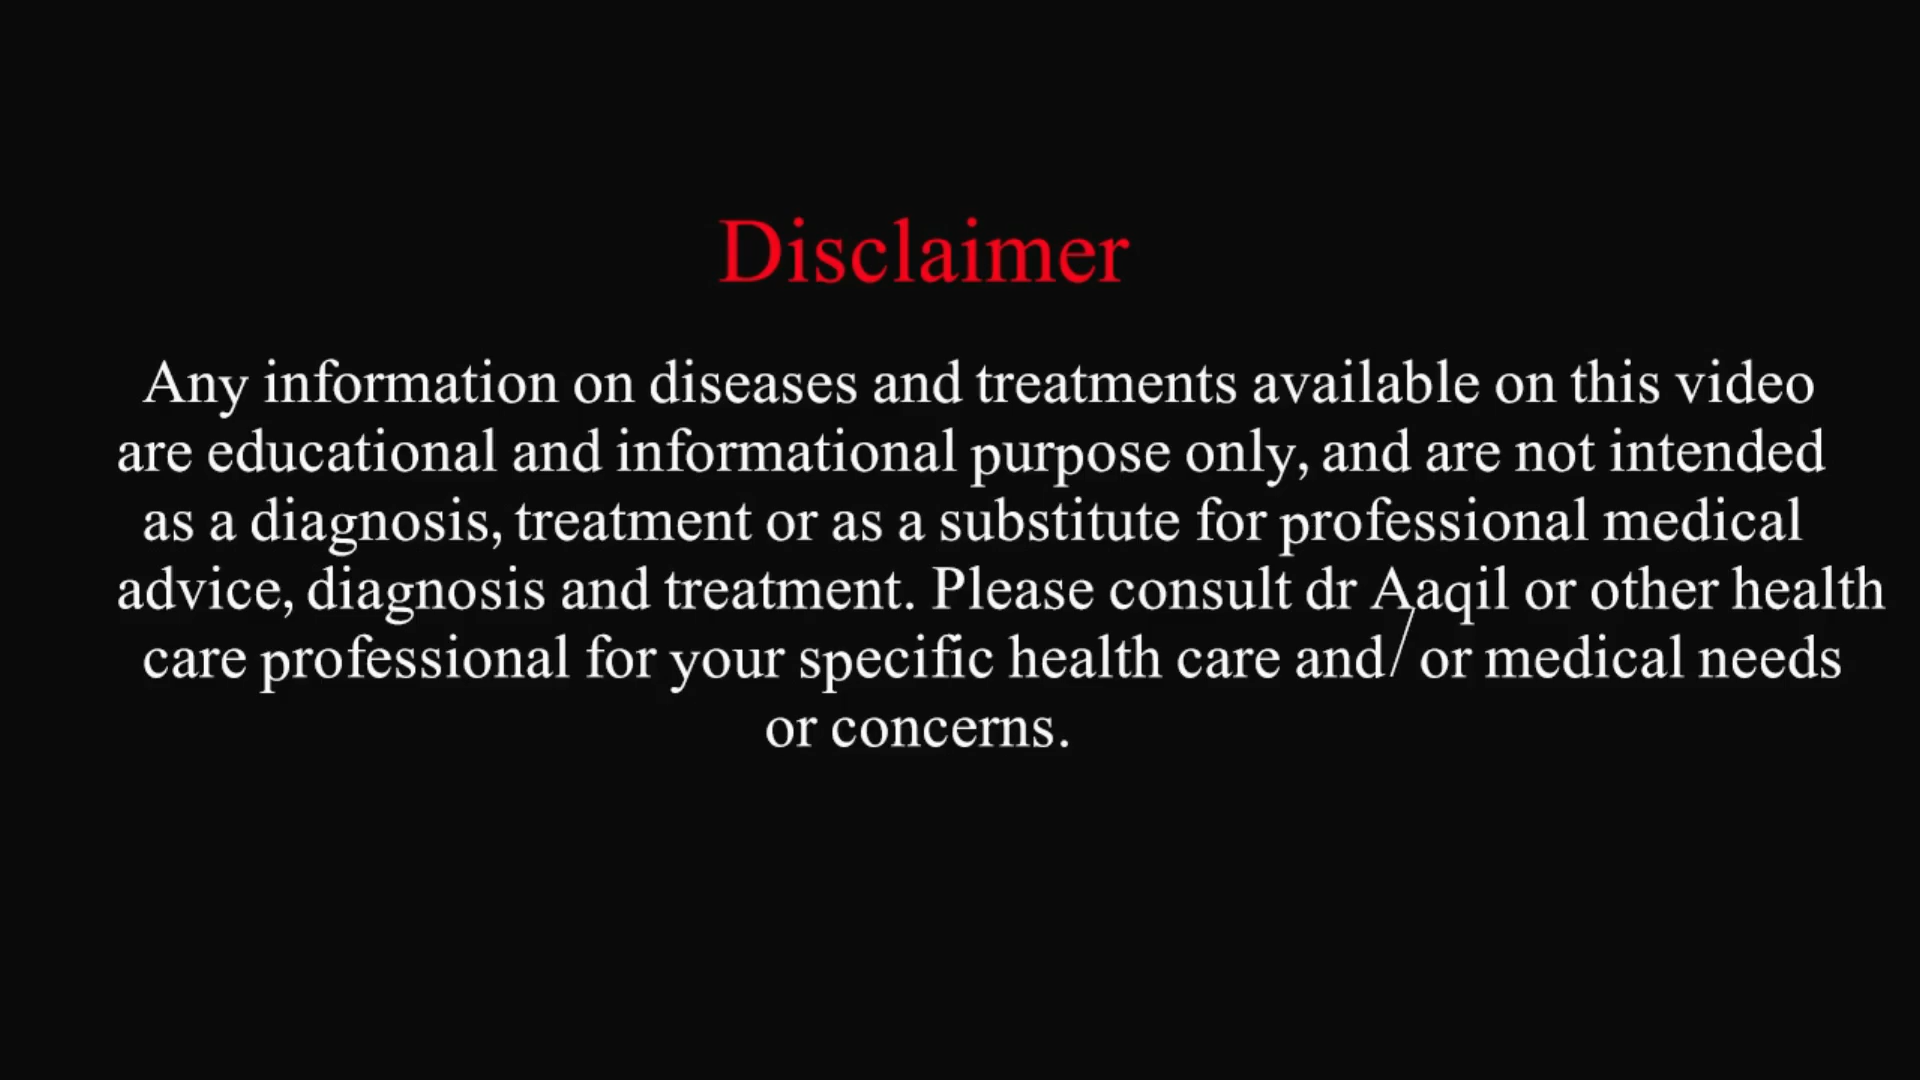 Disclaimer
Any information on diseases and treatments available on this video
are educational and informational purpose only, and are not intended
as a diagnosis, treatment or as a substitute for professional medical
advice, diagnosis and treatment. Please consult dr Aaqil or other health
care professional for your specific health care and/ or medical needs
or concerns.